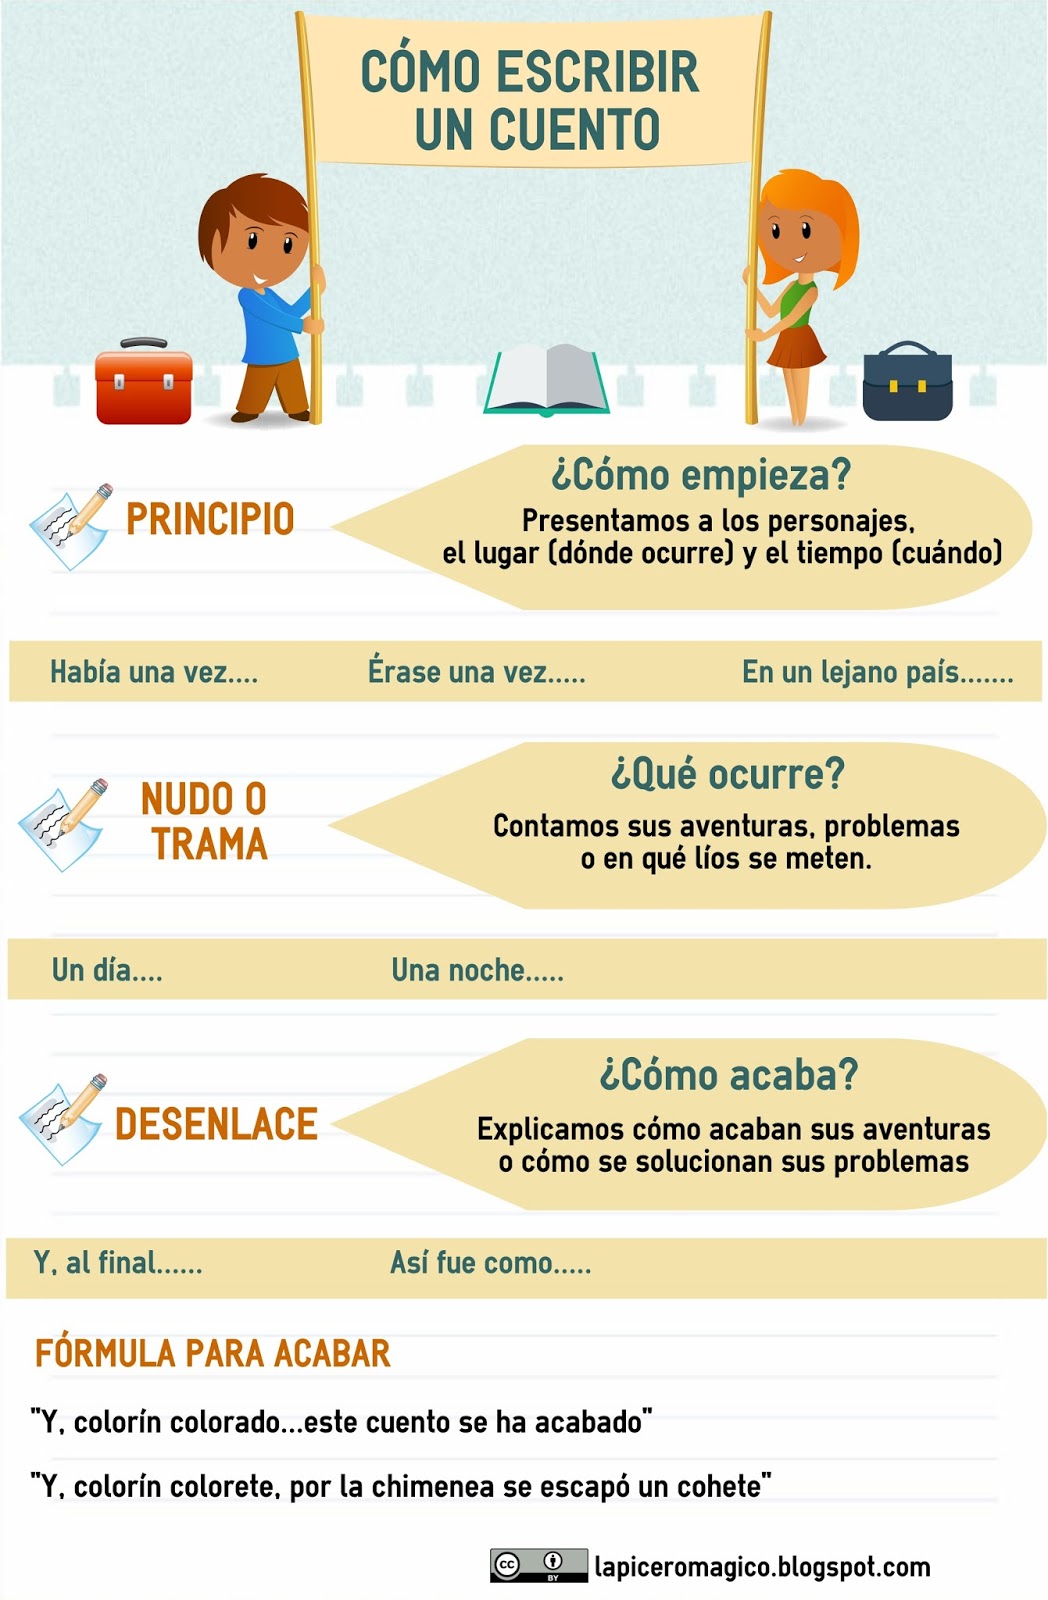 CÓMO ESCRIBIR
UN CUENTO
PRINCIPIO
¿Cómo empieza?
Presentamos a los personajes,
el lugar (dónde ocurre) y el tiempo (cuándo)
Había una vez.... Érase una vez..... En un lejano país.......
NUDO O
TRAMA
¿Qué ocurre?
Contamos sus aventuras, problemas
o en qué líos se meten.
Un día.... Una noche.....
DESENLACE
¿Cómo acaba?
Explicamos cómo acaban sus aventuras
o cómo se solucionan sus problemas
Y, al final...... Así fue como.....
FÓRMULA PARA ACABAR
"Y, colorín colorado...este cuento se ha acabado"
"Y, colorín colorete, por la chimenea se escapó un cohete"
cc BY lapiceromagico.blogspot.com